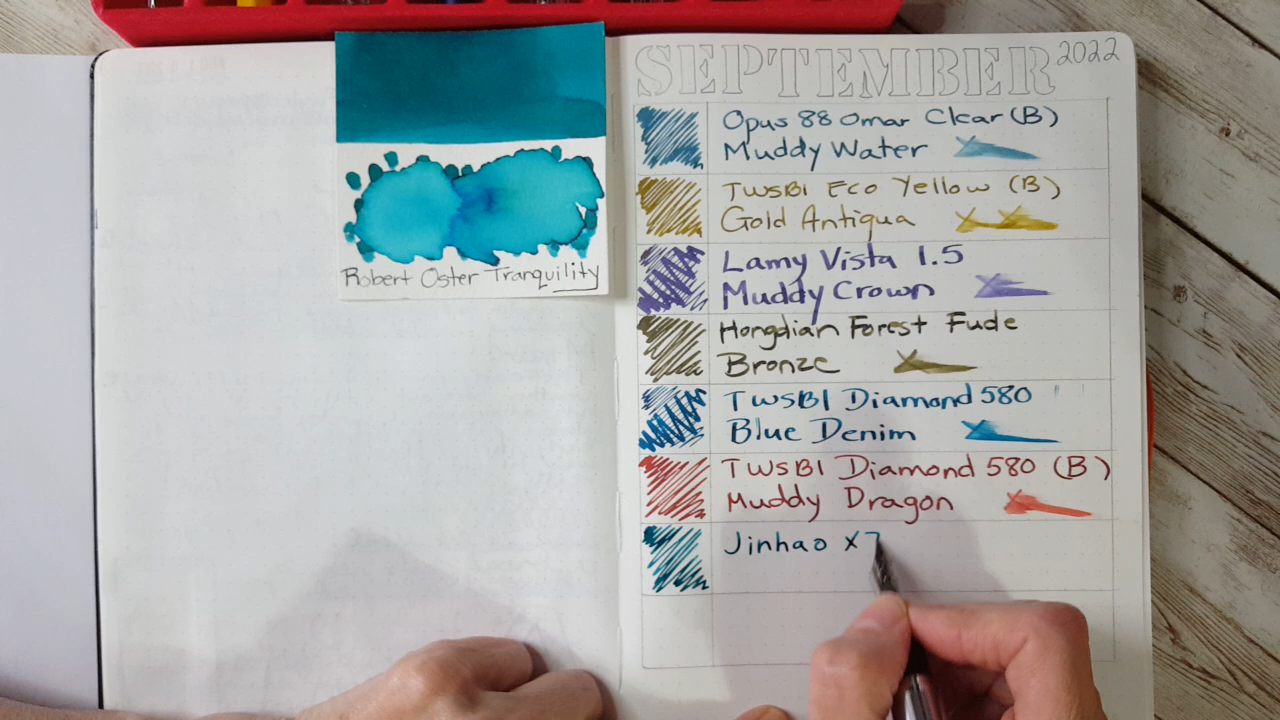 Robert Oster Tranquility
SEPTEMBER 2022
Opus 88 Omar Clear (B)
Muddy Water
TWSBI Eco Yellow (B)
Gold Antiqua
Lamy Vista 1.5
Muddy Crown
Hongdian Forest Fude
Bronze
TWSBI Diamond 580
Blue Denim
TWSBI Diamond 580 (B)
Muddy Dragon
Jinhao X7